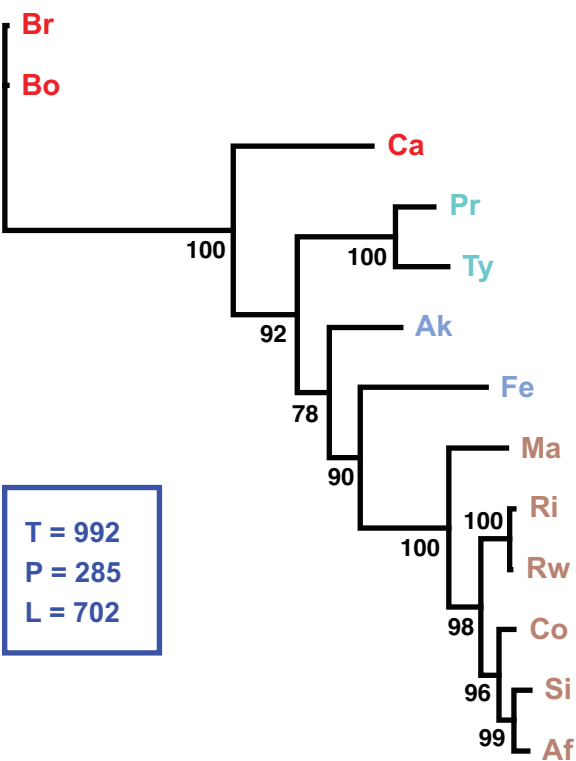 Br
Bo
Ca
100
Pr
100
Ty
92
Ak
78
Fe
90
Ma
100
Ri
100
Rw
98
Co
96
Si
99
Af
T = 992
P = 285
L = 702